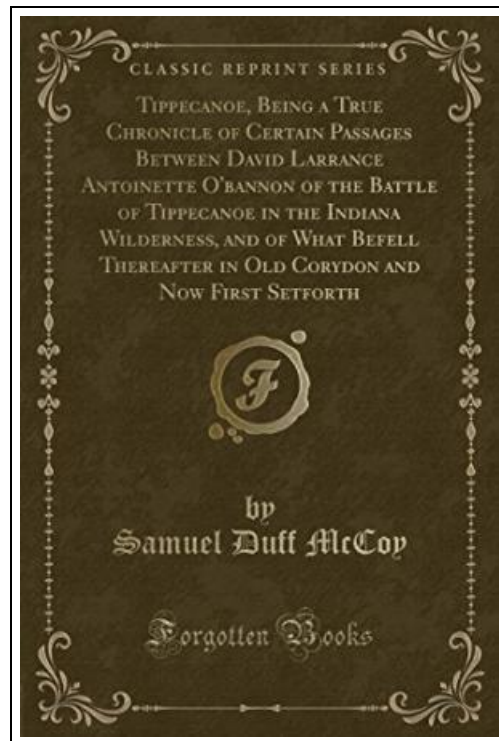 CLASSIC REPRINT SERIES
TIPPECANOE, BEING A TRUE
CHRONICLE OF CERTAIN PASSAGES
BETWEEN DAVID LARRANCE
ANTOINETTE O'BANNON OF THE BATTLE
OF TIPPECANOE IN THE INDIANA
WILDERNESS, AND OF WHAT BEFELL
THEREAFTER IN OLD CORYDON AND
NOW FIRST SETFORTH
F
by
Samuel Duff McCoy
Forgotten Books